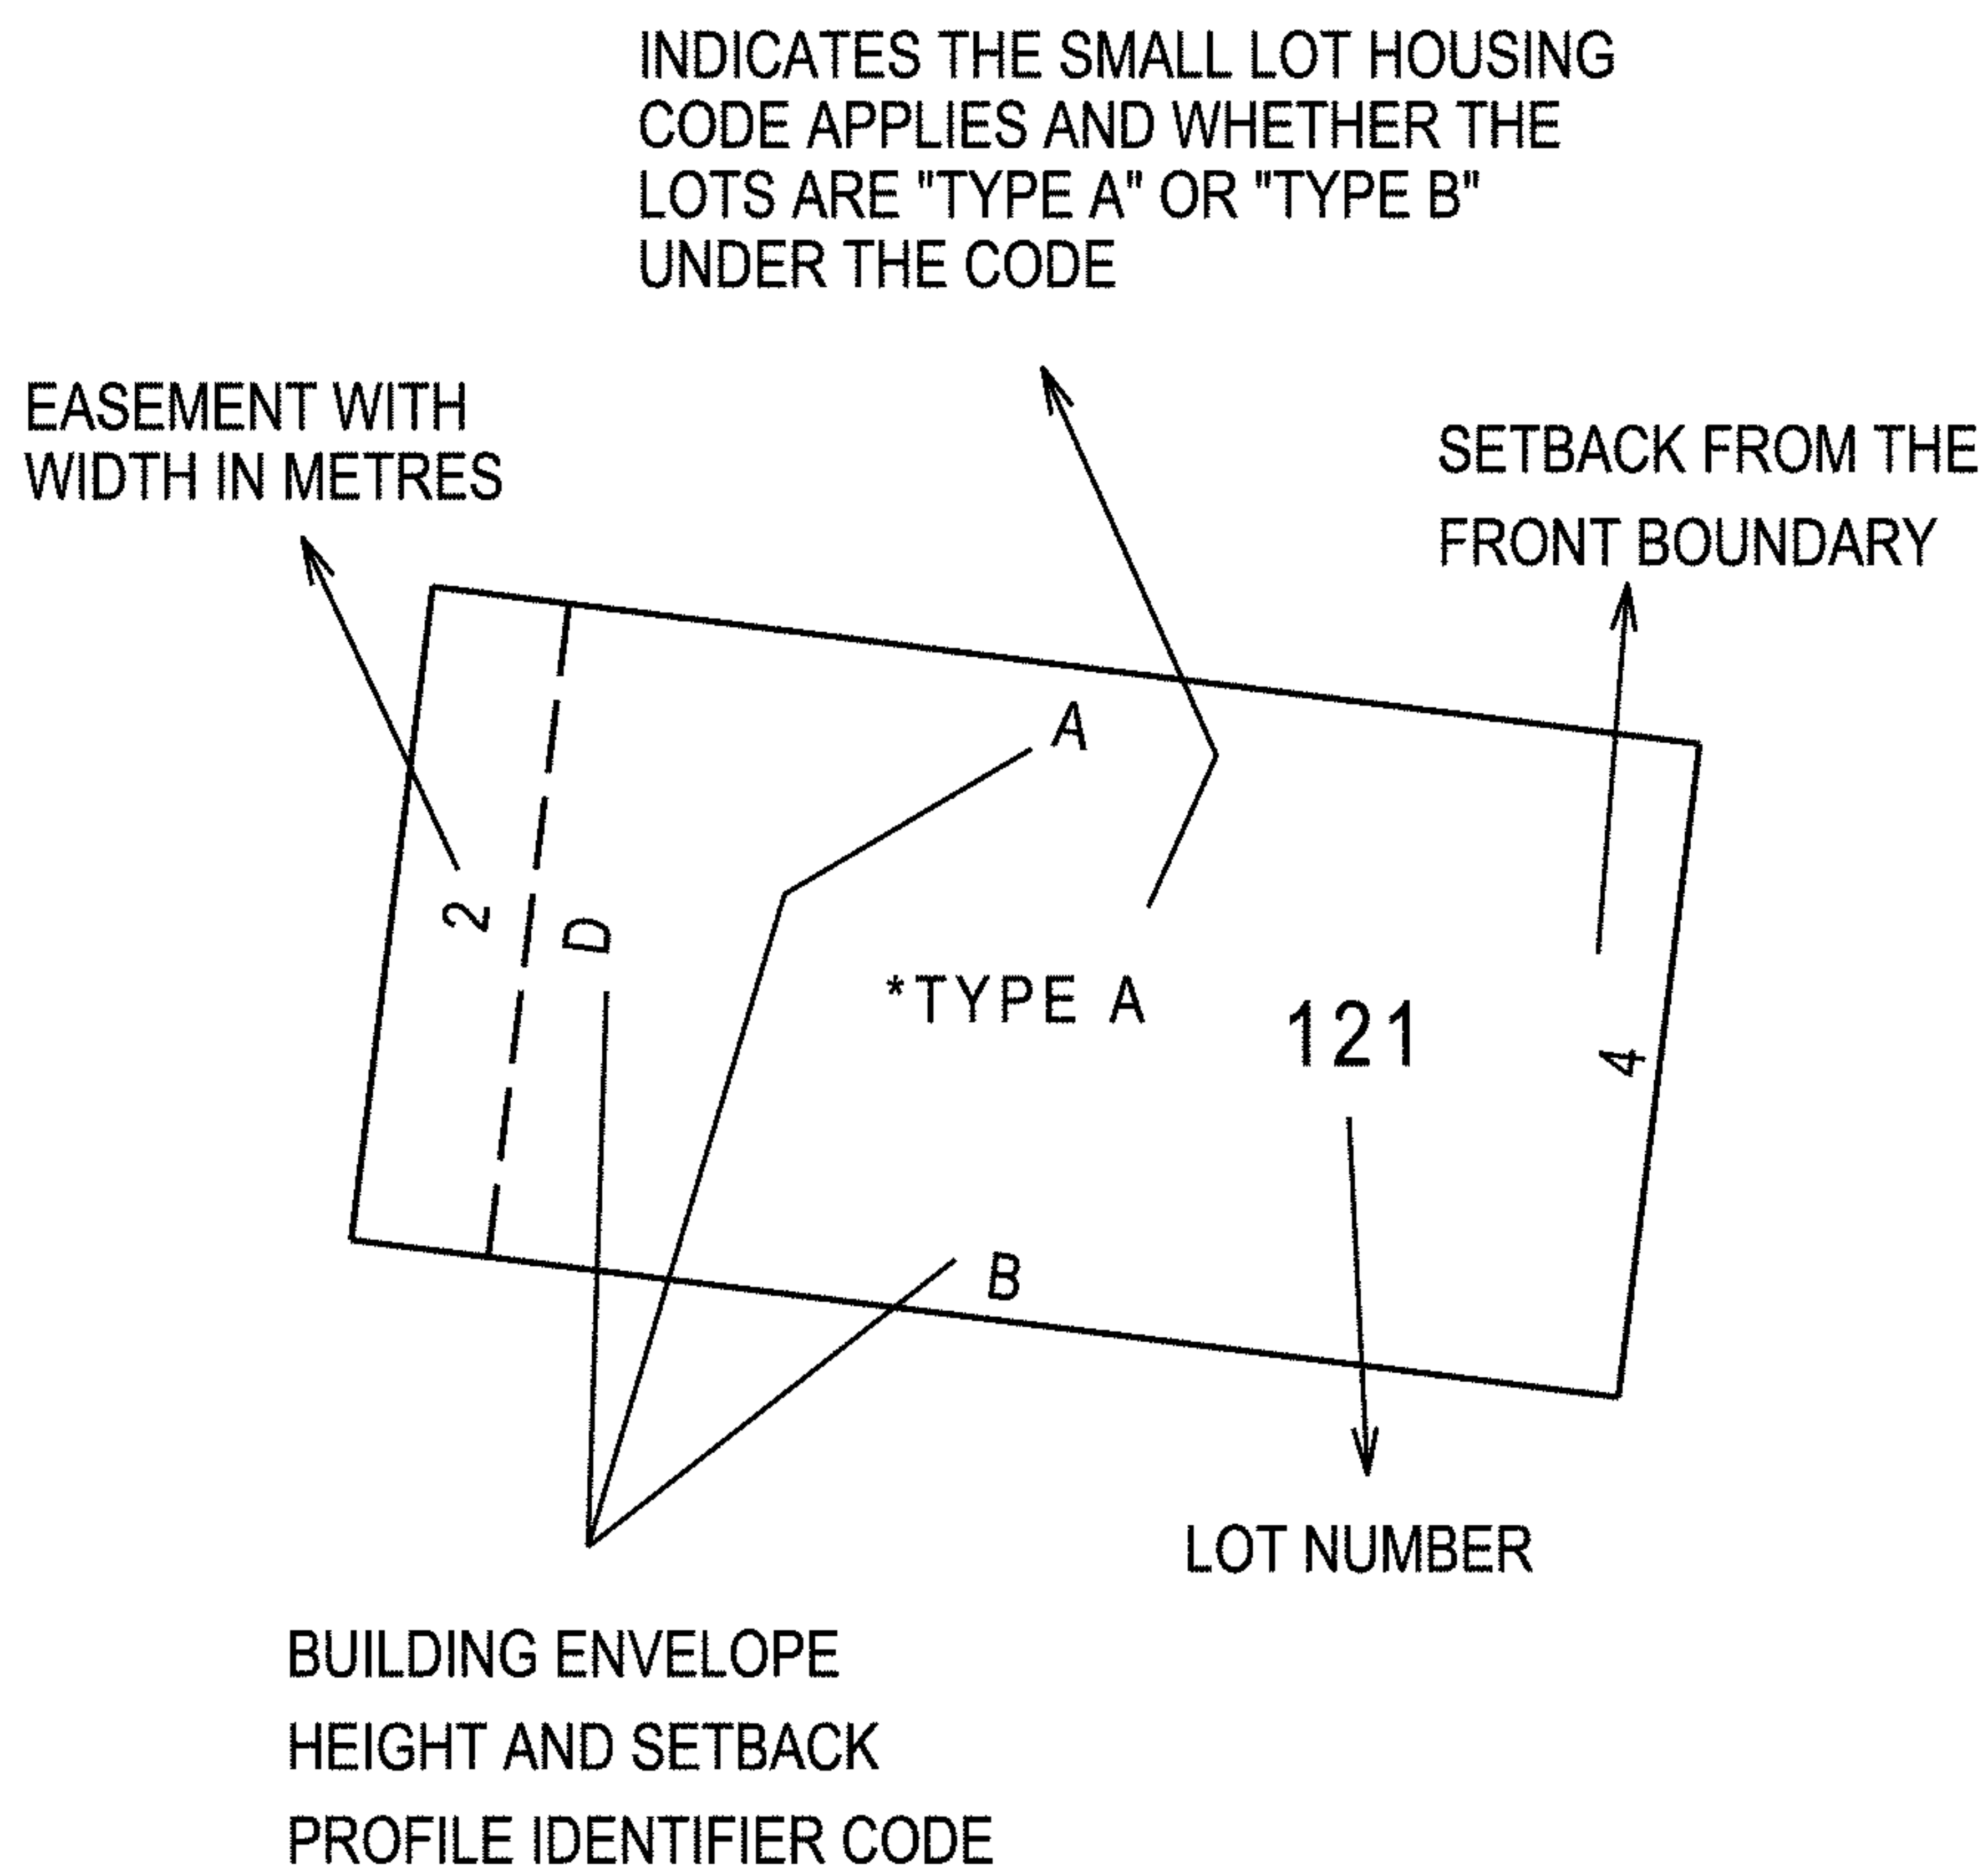 INDICATES THE SMALL LOT HOUSING
CODE APPLIES AND WHETHER THE
LOTS ARE "TYPE A" OR "TYPE B"
UNDER THE CODE
EASEMENT WITH
WIDTH IN METRES
SETBACK FROM THE
FRONT BOUNDARY
A
2
D
*TYPE A
121
4
B
LOT NUMBER
BUILDING ENVELOPE
HEIGHT AND SETBACK
PROFILE IDENTIFIER CODE